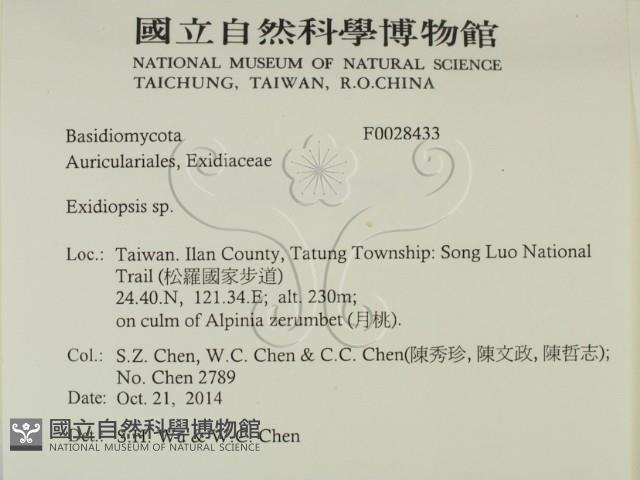 國立自然科學博物館
NATIONAL MUSEUM OF NATURAL SCIENCE
TAICHUNG, TAIWAN, R.O.CHINA
Basidiomycota F0028433
Auriculariales, Exidiaceae
Exidiopsis sp.
Loc.: Taiwan. Ilan County, Tatung Township: Song Luo National
Trail (松羅國家步道)
24.40.N, 121.34.E; alt. 230m;
on culm of Alpinia zerumbet (月桃).
Col.: S.Z. Chen, W.C. Chen & C.C. Chen(陳秀珍, 陳文政, 陳哲志);
No. Chen 2789
Date: Oct. 21, 2014
Det.: S.H. Wu & W.C. Chen
國立自然科學博物館
NATIONAL MUSEUM OF NATURAL SCIENCE